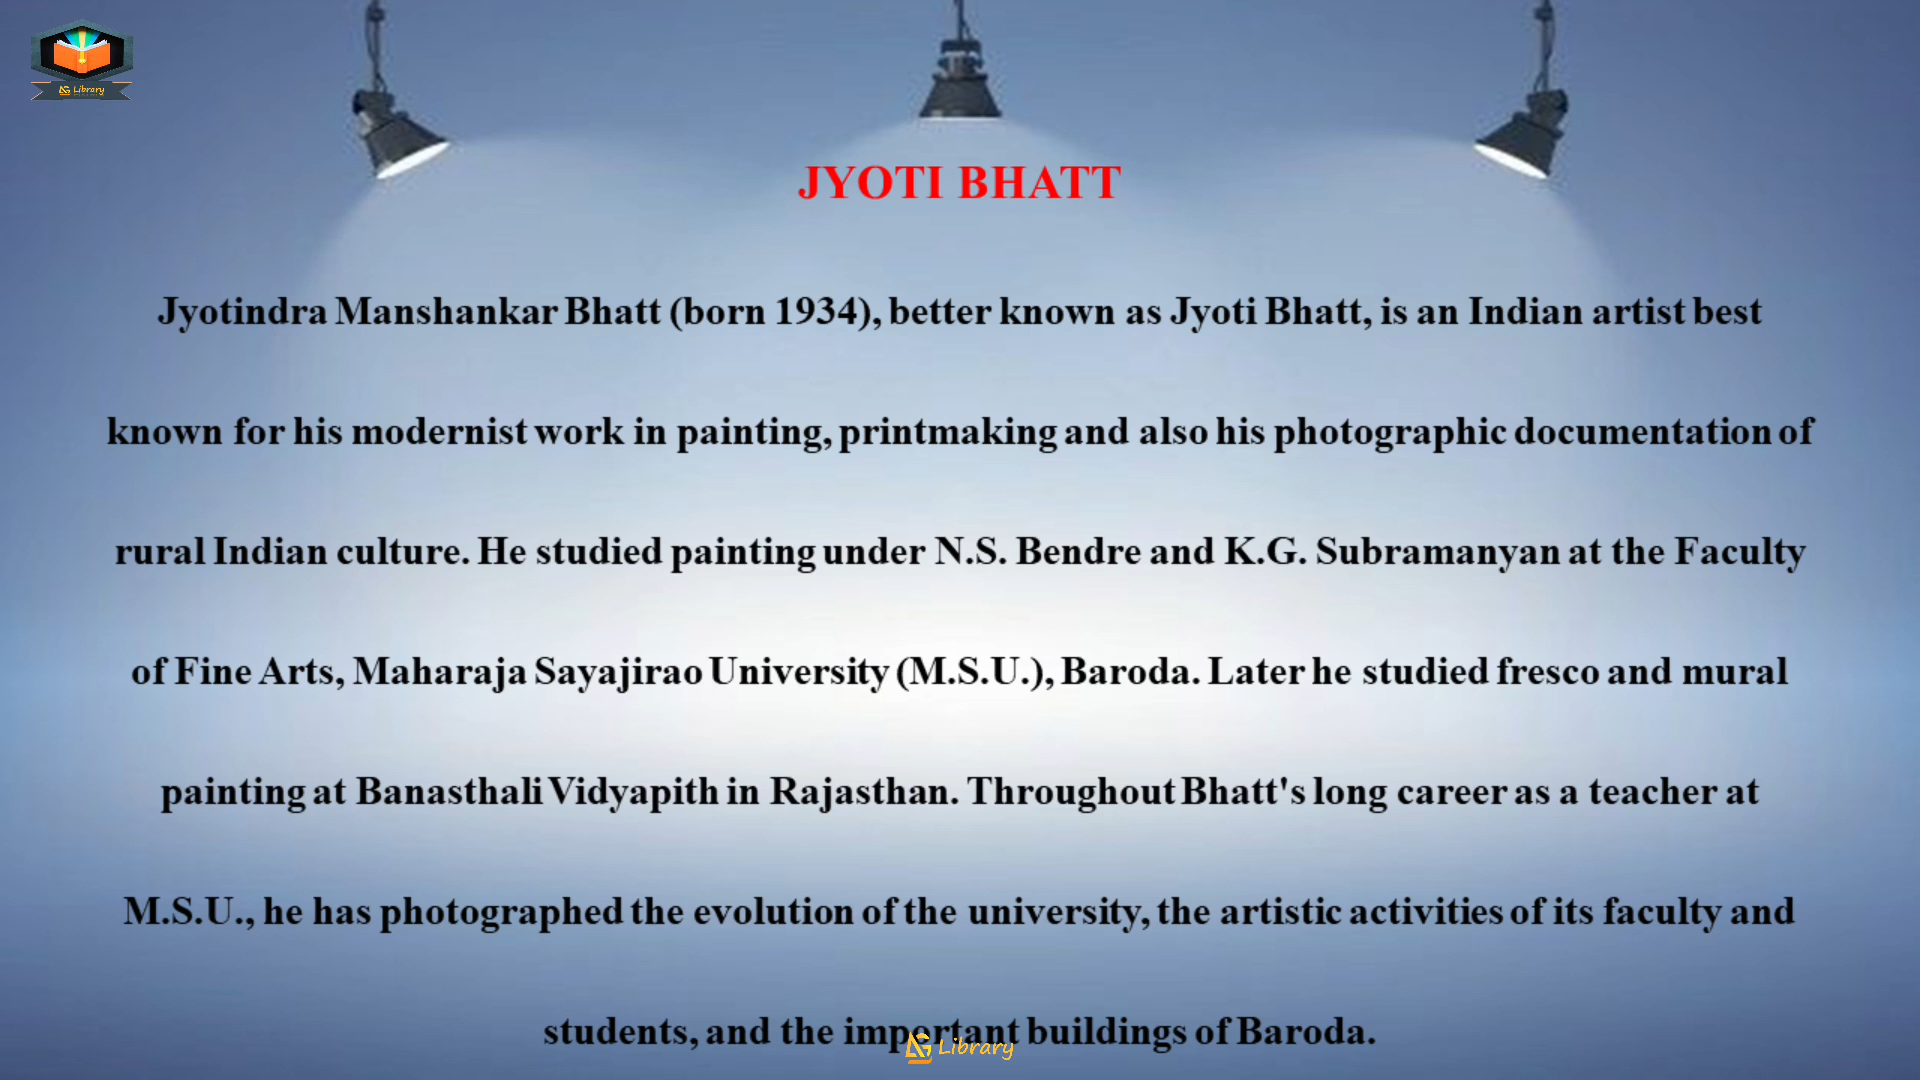 AG Library
JYOTI BHATT
Jyotindra Manshankar Bhatt (born 1934), better known as Jyoti Bhatt, is an Indian artist best
known for his modernist work in painting, printmaking and also his photographic documentation of
rural Indian culture. He studied painting under N.S. Bendre and K.G. Subramanyan at the Faculty
of Fine Arts, Maharaja Sayajirao University (M.S.U.), Baroda. Later he studied fresco and mural
painting at Banasthali Vidyapith in Rajasthan. Throughout Bhatt's long career as a teacher at
M.S.U., he has photographed the evolution of the university, the artistic activities of its faculty and
students, and the important buildings of Baroda.
AG Library